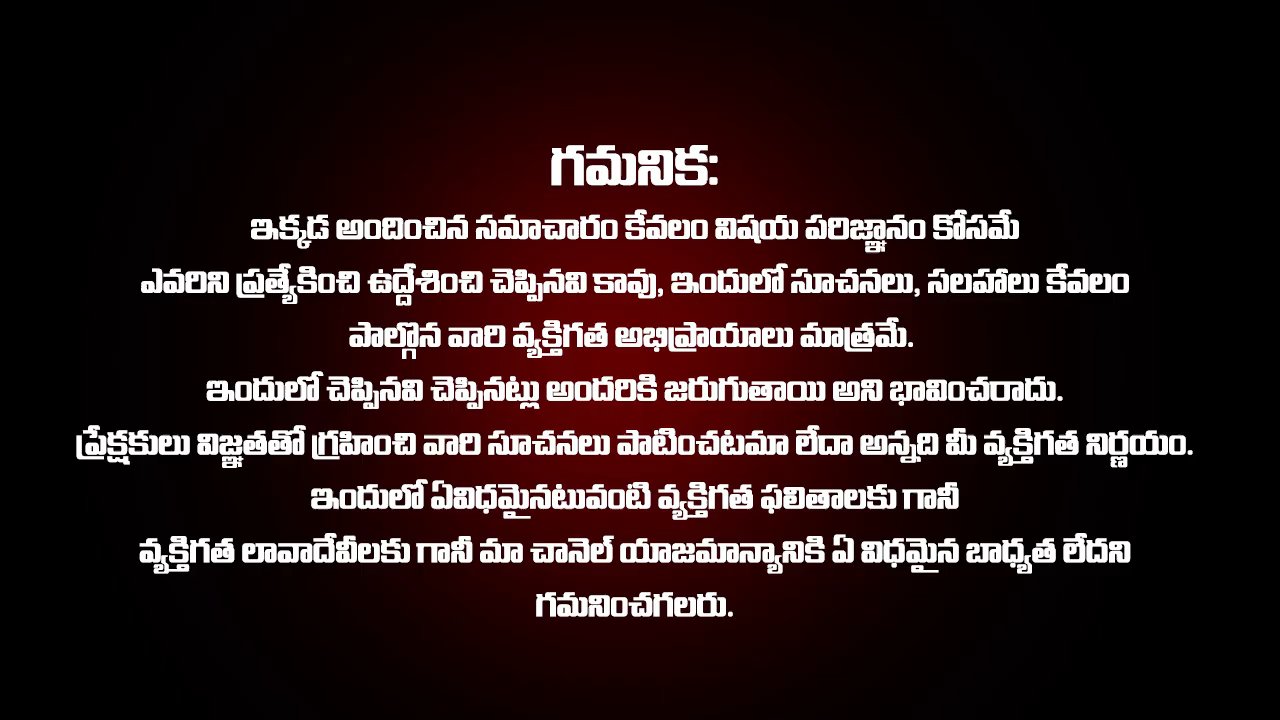 గమనిక:
ఇక్కడ అందించిన సమాచారం కేవలం విషయ పరిజ్ఞానం కోసమే
ఎవరిని ప్రత్యేకించి ఉద్దేశించి చెప్పినవి కావు, ఇందులో సూచనలు, సలహాలు కేవలం
పాల్గొన వారి వ్యక్తిగత అభిప్రాయాలు మాత్రమే.
ఇందులో చెప్పినవి చెప్పినట్లు అందరికి జరుగుతాయి అని భావించరాదు.
ప్రేక్షకులు విజ్ఞతతో గ్రహించి వారి సూచనలు పాటించటమా లేదా అన్నది మీ వ్యక్తిగత నిర్ణయం.
ఇందులో ఏవిధమైనటువంటి వ్యక్తిగత ఫలితాలకు గానీ
వ్యక్తిగత లావాదేవీలకు గానీ మా చానెల్ యాజమాన్యానికి ఏ విధమైన బాధ్యత లేదని
గమనించగలరు.